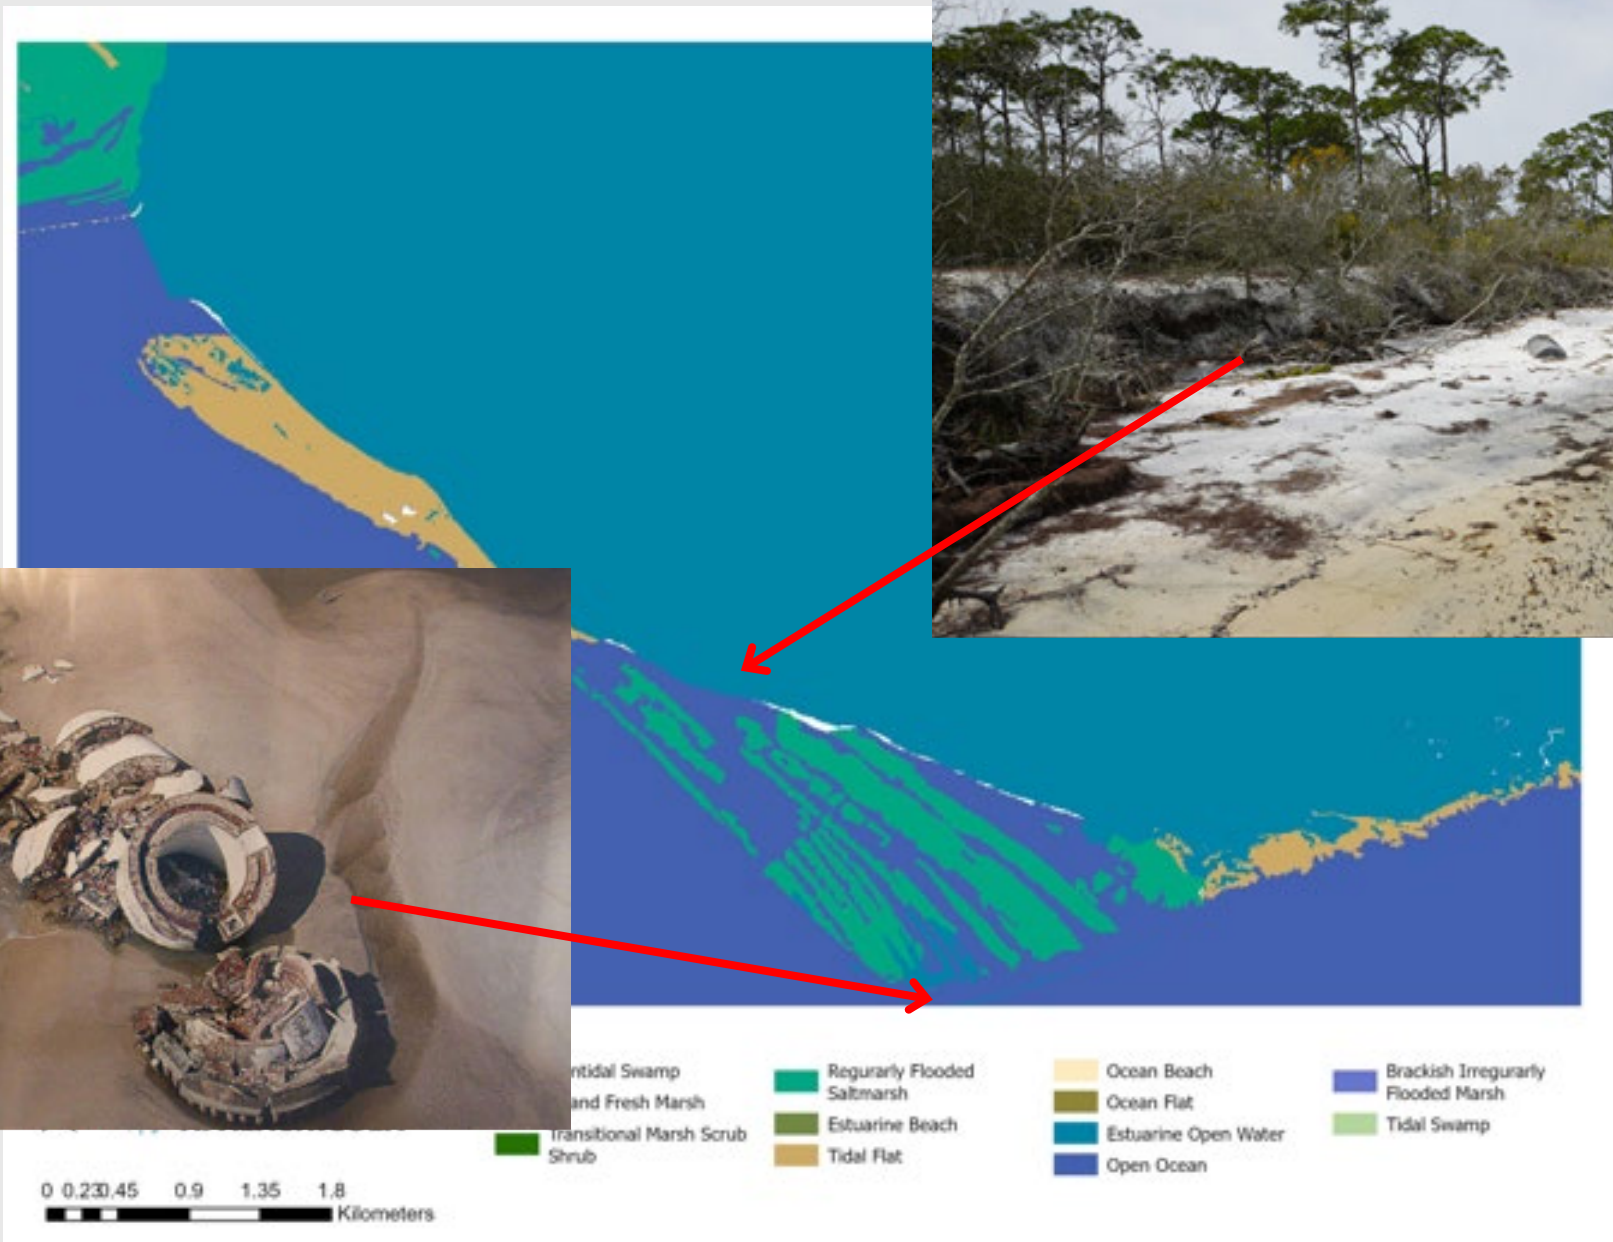 ntidal Swamp
and Fresh Marsh
Transitional Marsh Scrub
Shrub
Regurarly Flooded
Saltmarsh
Estuarine Beach
Tidal Flat
Ocean Beach
Ocean Flat
Estuarine Open Water
Open Ocean
Brackish Irregurarly
Flooded Marsh
Tidal Swamp
0 0.230.45 0.9 1.35 1.8
Kilometers